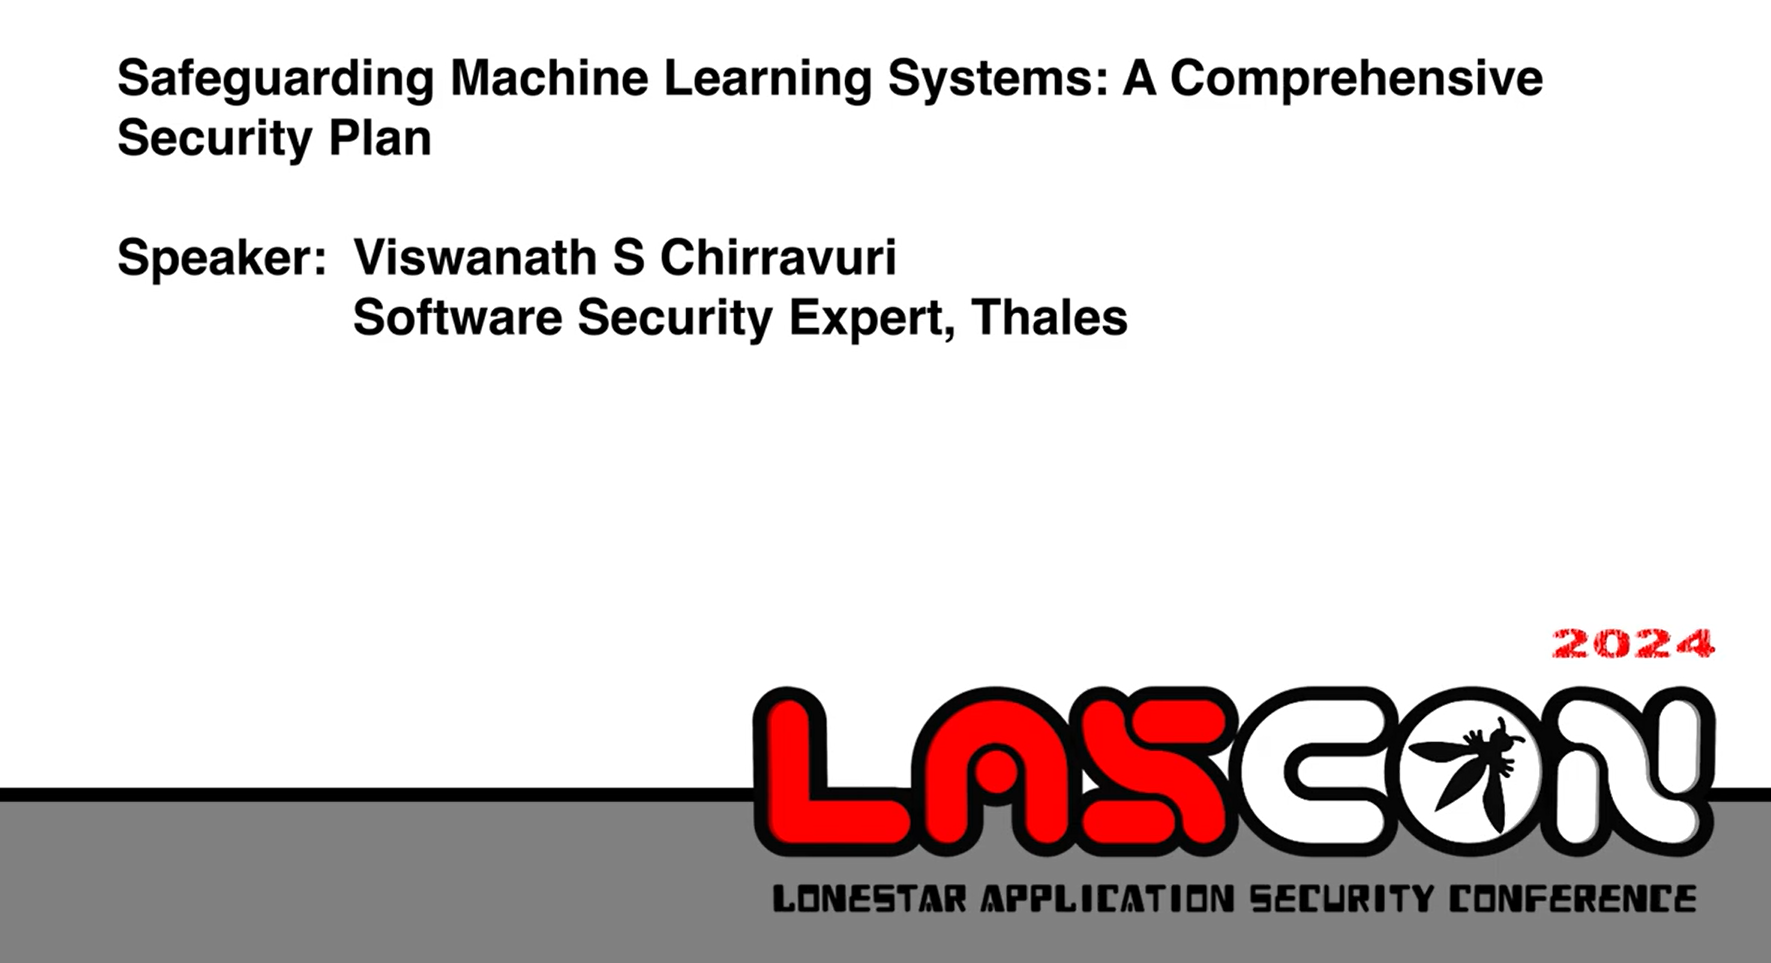 Safeguarding Machine Learning Systems: A Comprehensive
Security Plan
Speaker: Viswanath S Chirravuri
Software Security Expert, Thales
2024
LASCON
LONESTAR APPLICATION SECURITY CONFERENCE